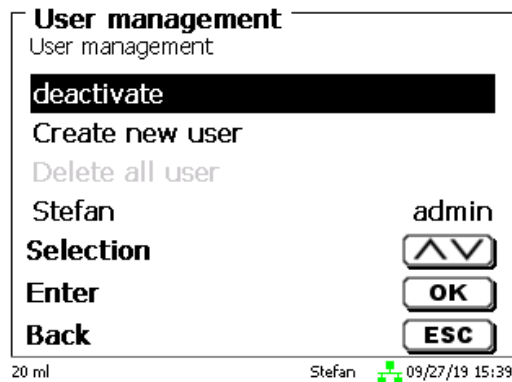 User management
User management
deactivate
Create new user
Delete all user
Stefan admin
Selection
Enter OK
Back ESC
20 ml Stefan 09/27/19 15:39